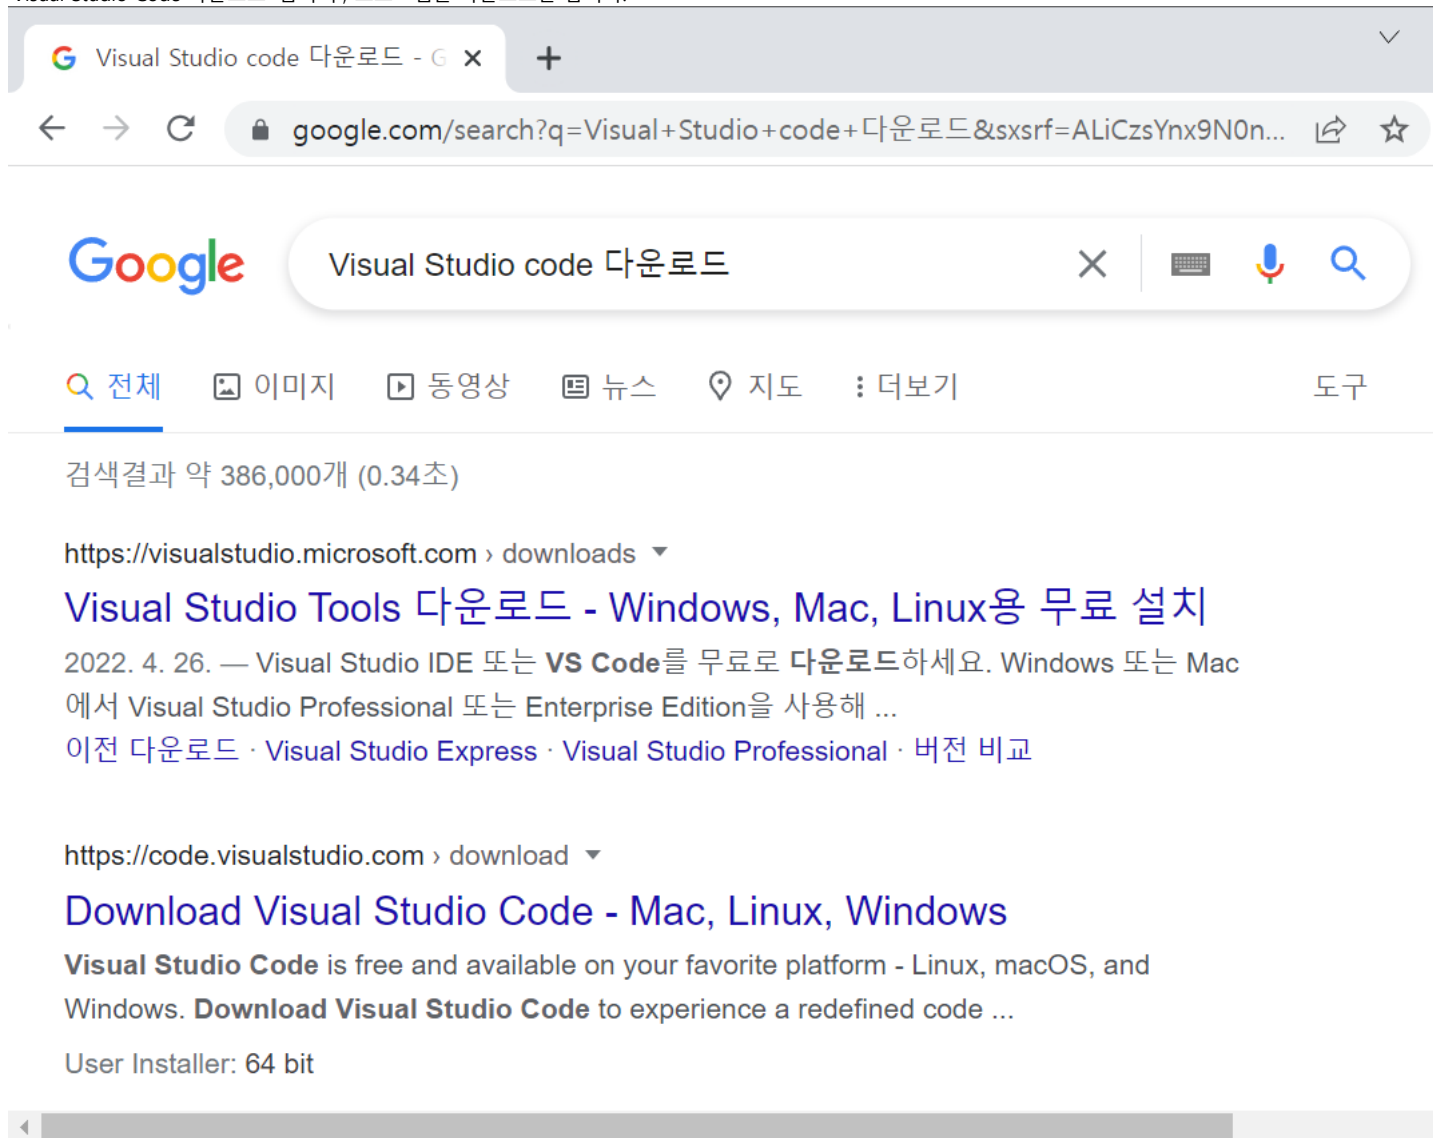 Visual Studio code 다운로드 - G
google.com/search?q=Visual+Studio+code+다운로드&sxsrf=ALiCzsYnx9N0n...
Google
Visual Studio code 다운로드
전체 이미지 동영상 뉴스 지도 더보기 도구
검색결과 약 386,000개 (0.34초)
https://visualstudio.microsoft.com › downloads
Visual Studio Tools 다운로드 - Windows, Mac, Linux용 무료 설치
2022. 4. 26. — Visual Studio IDE 또는 VS Code를 무료로 다운로드하세요. Windows 또는 Mac
에서 Visual Studio Professional 또는 Enterprise Edition을 사용해 ...
이전 다운로드 · Visual Studio Express · Visual Studio Professional · 버전 비교
https://code.visualstudio.com › download
Download Visual Studio Code - Mac, Linux, Windows
Visual Studio Code is free and available on your favorite platform - Linux, macOS, and
Windows. Download Visual Studio Code to experience a redefined code ...
User Installer: 64 bit